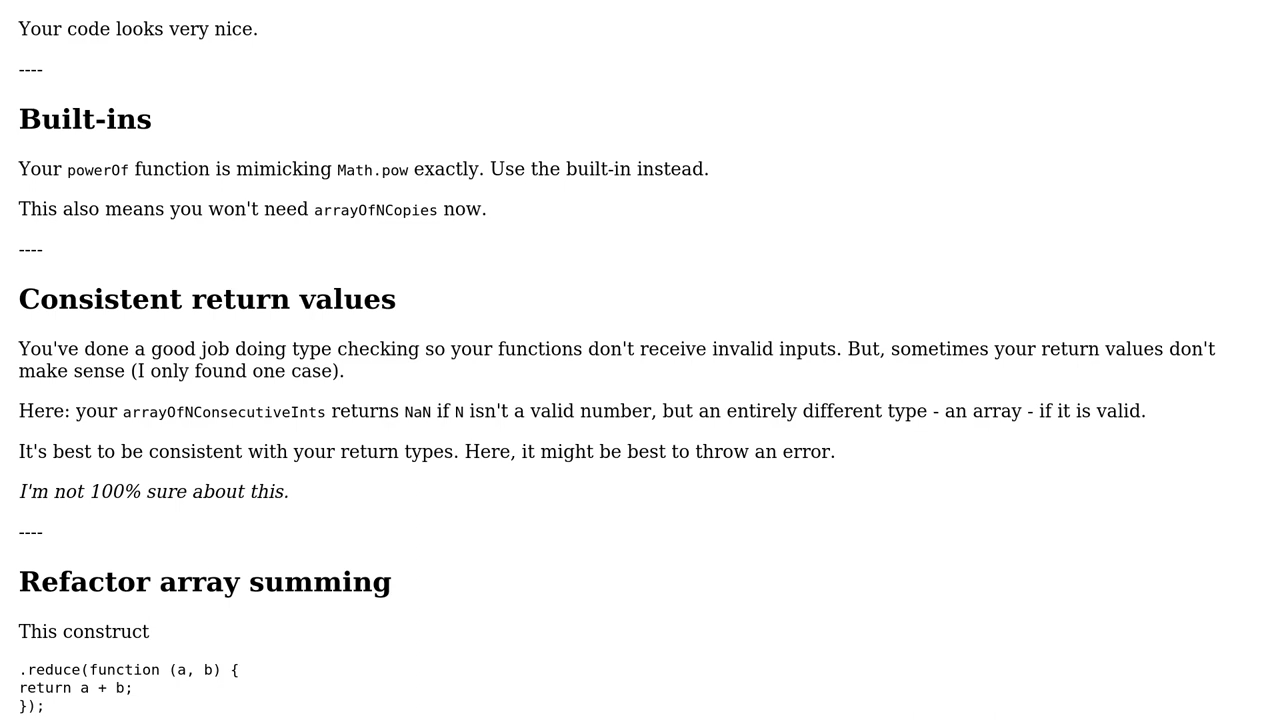 Your code looks very nice.
----
Built-ins
Your powerOf function is mimicking Math.pow exactly. Use the built-in instead.
This also means you won't need arrayOfNCopies now.
----
Consistent return values
You've done a good job doing type checking so your functions don't receive invalid inputs. But, sometimes your return values don't
make sense (I only found one case).
Here: your arrayOfNConsecutiveInts returns NaN if N isn't a valid number, but an entirely different type - an array - if it is valid.
It's best to be consistent with your return types. Here, it might be best to throw an error.
I'm not 100% sure about this.
----
Refactor array summing
This construct
.reduce(function (a, b) {
return a + b;
});